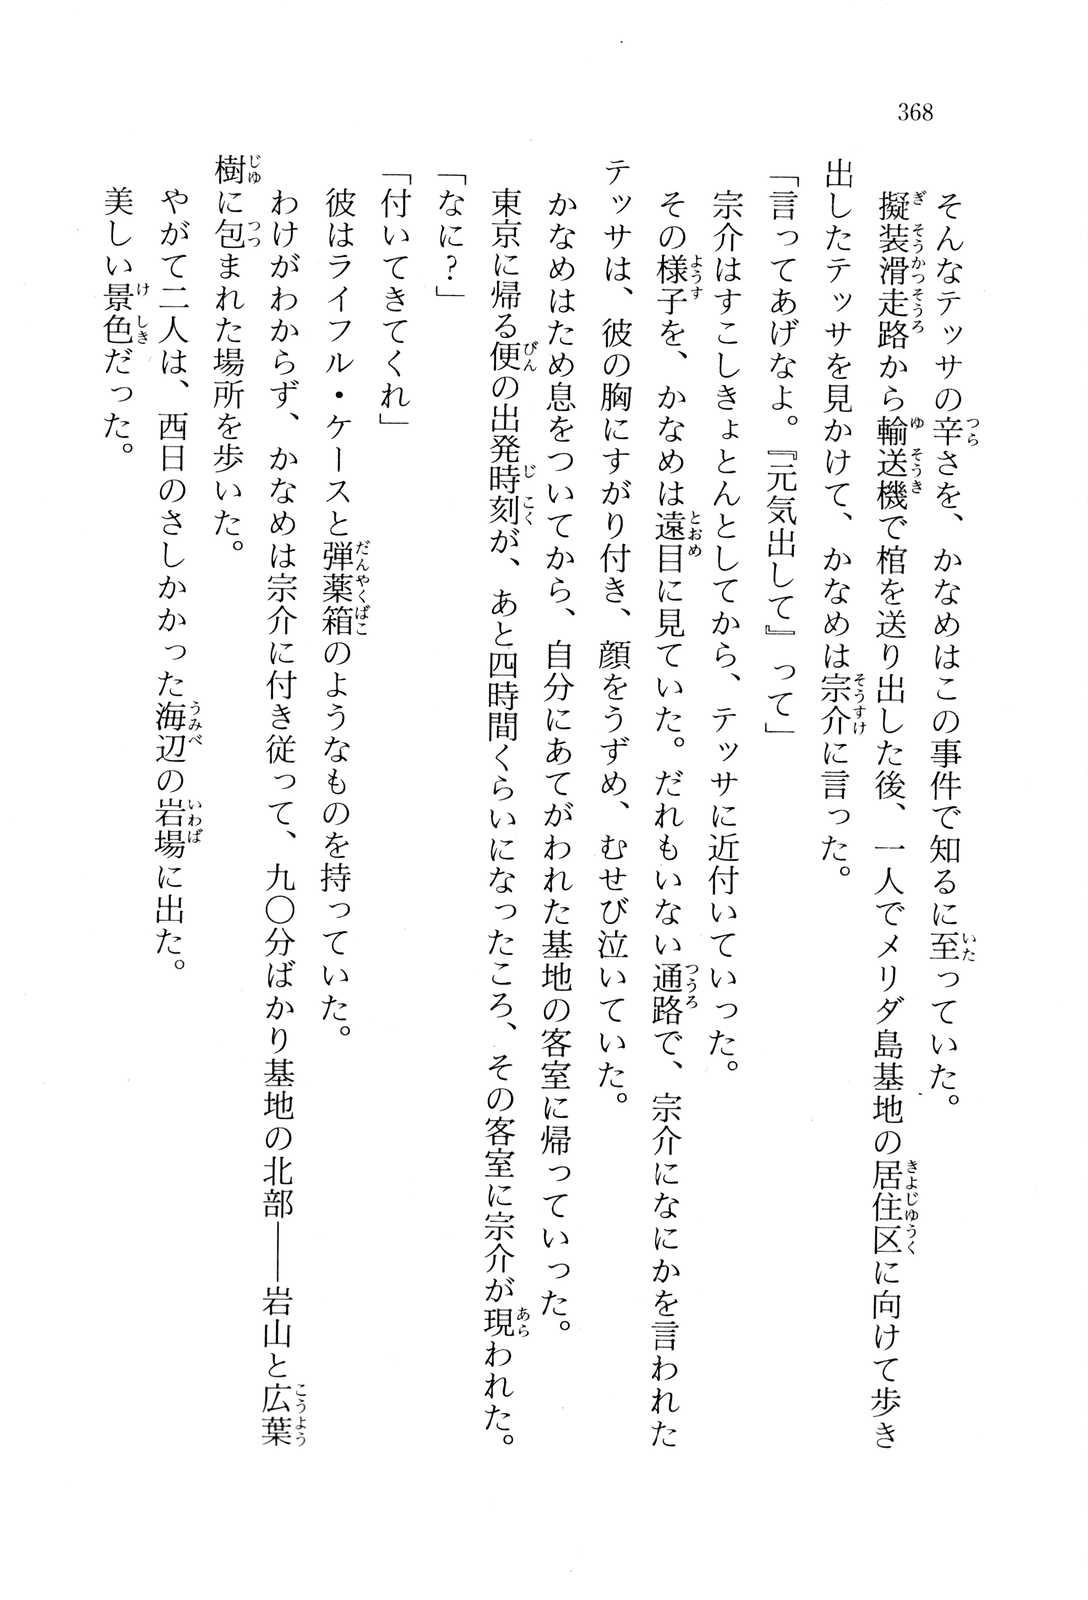 368
そんなテッサの辛さを、かなめはこの事件で知るに至っていた。
擬装滑走路から輸送機で棺を送り出した後、一人でメリダ島基地の居住区に向けて歩き
出したテッサを見かけて、かなめは宗介に言った。
「言ってあげなよ。『元気出して』って」
宗介はすこしきょとんとしてから、テッサに近付いていった。
その様子を、かなめは遠目に見ていた。だれもいない通路で、宗介になにかを言われた
テッサは、彼の胸にすがり付き、顔をうずめ、むせび泣いていた。
かなめはため息をついてから、自分にあてがわれた基地の客室に帰っていった。
東京に帰る便の出発時刻が、あと四時間くらいになったころ、その客室に宗介が現われた。
「なに?」
「付いてきてくれ」
彼はライフル・ケースと弾薬箱のようなものを持っていた。
わけがわからず、かなめは宗介に付き従って、九〇分ばかり基地の北部――岩山と広葉
樹に包まれた場所を歩いた。
やがて二人は、西日のさしかかった海辺の岩場に出た。
美しい景色だった。